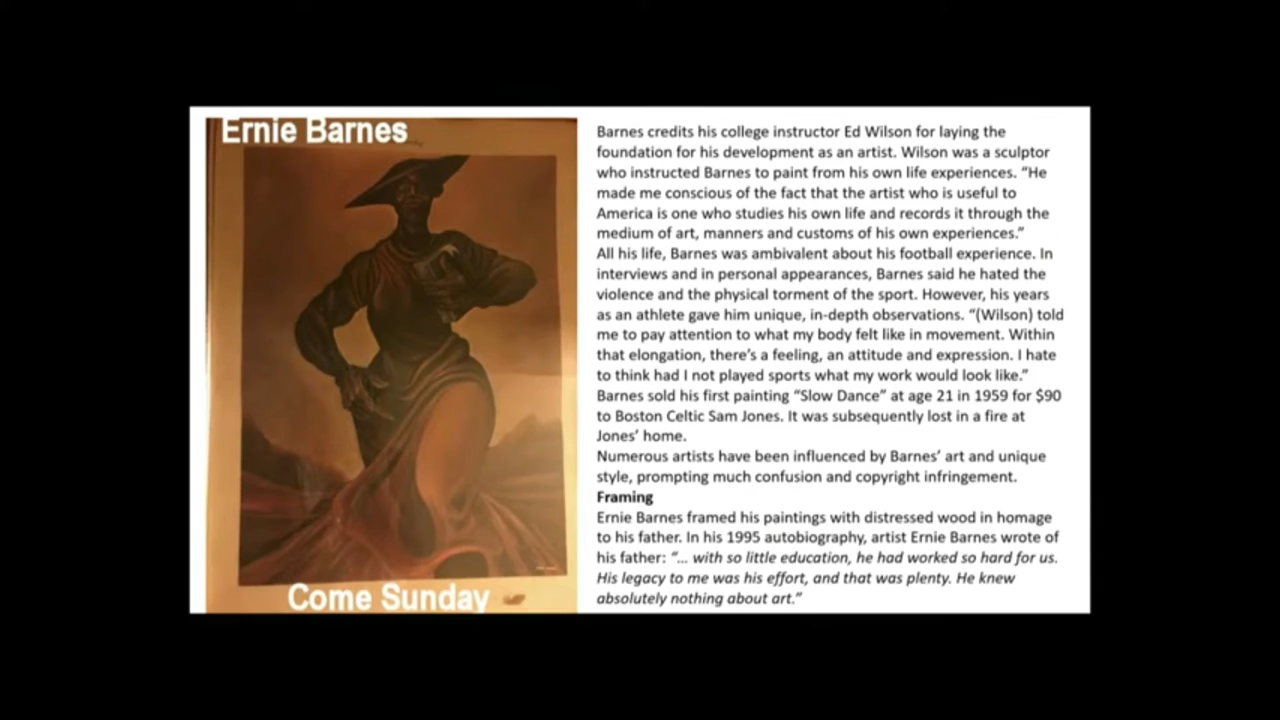 Ernie Barnes
Come Sunday
Barnes credits his college instructor Ed Wilson for laying the
foundation for his development as an artist. Wilson was a sculptor
who instructed Barnes to paint from his own life experiences. “He
made me conscious of the fact that the artist who is useful to
America is one who studies his own life and records it through the
medium of art, manners and customs of his own experiences.”
All his life, Barnes was ambivalent about his football experience. In
interviews and in personal appearances, Barnes said he hated the
violence and the physical torment of the sport. However, his years
as an athlete gave him unique, in-depth observations. “(Wilson) told
me to pay attention to what my body felt like in movement. Within
that elongation, there’s a feeling, an attitude and expression. I hate
to think had I not played sports what my work would look like.”
Barnes sold his first painting “Slow Dance” at age 21 in 1959 for $90
to Boston Celtic Sam Jones. It was subsequently lost in a fire at
Jones’ home.
Numerous artists have been influenced by Barnes’ art and unique
style, prompting much confusion and copyright infringement.
Framing
Ernie Barnes framed his paintings with distressed wood in homage
to his father. In his 1995 autobiography, artist Ernie Barnes wrote of
his father: “... with so little education, he had worked so hard for us.
His legacy to me was his effort, and that was plenty. He knew
absolutely nothing about art.”